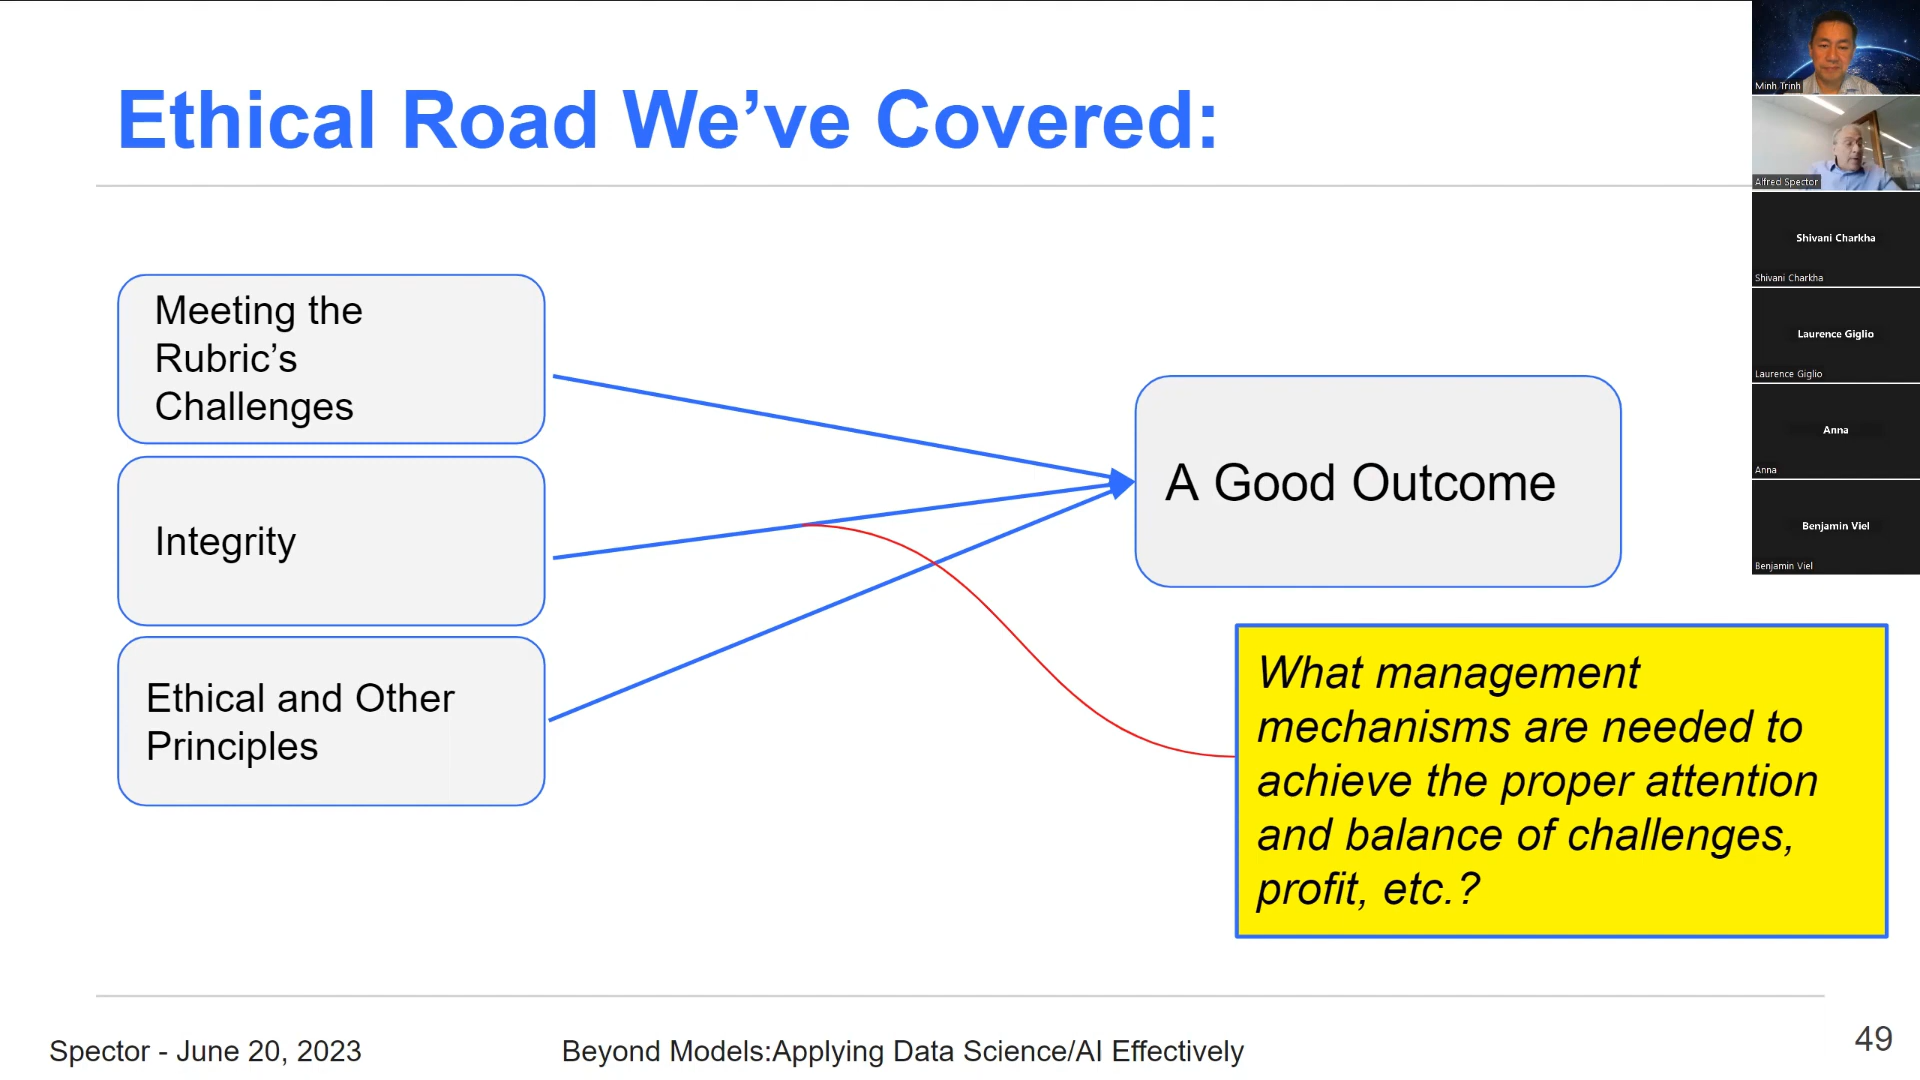 Ethical Road We’ve Covered:
Meeting the
Rubric’s
Challenges
Integrity
Ethical and Other
Principles
A Good Outcome
What management
mechanisms are needed to
achieve the proper attention
and balance of challenges,
profit, etc.?
Spector - June 20, 2023
Beyond Models:Applying Data Science/AI Effectively
49
Minh Trinh
Alfred Spector
Shivani Charkha
Shivani Charkha
Laurence Giglio
Laurence Giglio
Anna
Anna
Benjamin Viel
Benjamin Viel